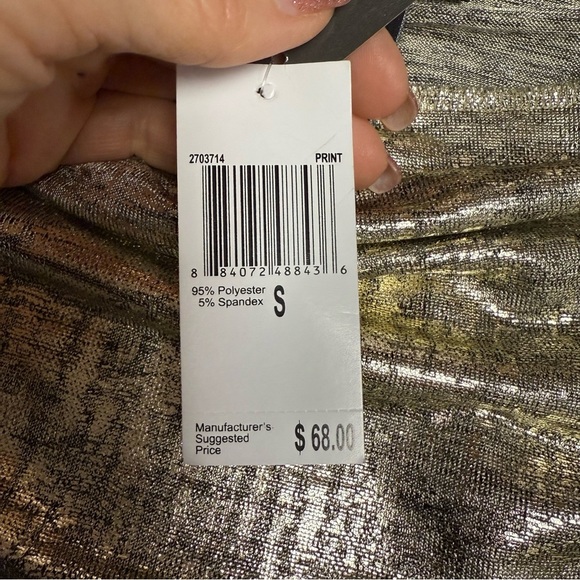 2703714 PRINT
8 84072 48843 6
95% Polyester
5% Spandex S
Manufacturer's
Suggested
Price $ 68.00